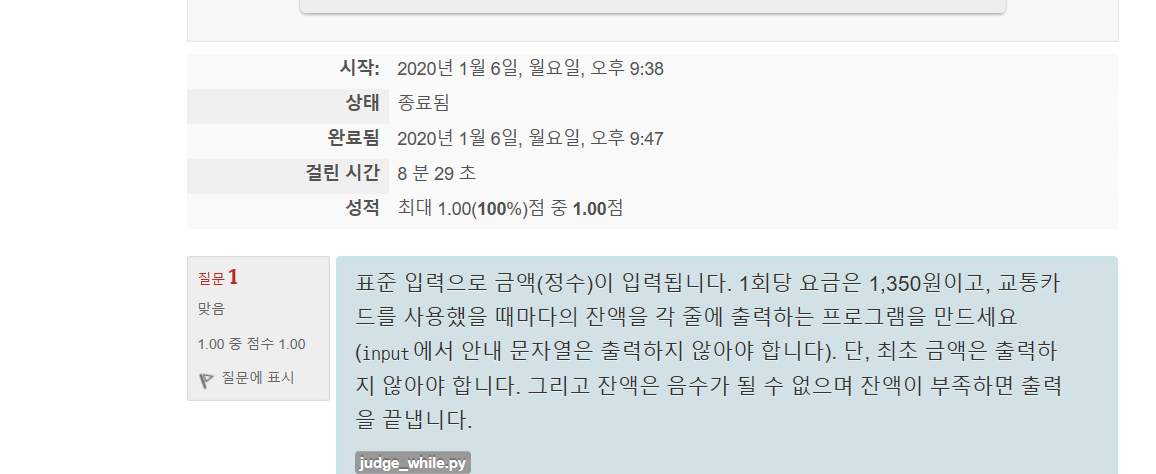 시작: 2020년 1월 6일, 월요일, 오후 9:38
상태 종료됨
완료됨 2020년 1월 6일, 월요일, 오후 9:47
걸린 시간 8 분 29 초
성적 최대 1.00(100%)점 중 1.00점
질문 1
맞음
1.00 중 점수 1.00
질문에 표시
표준 입력으로 금액(정수)이 입력됩니다. 1회당 요금은 1,350원이고, 교통카
드를 사용했을 때마다의 잔액을 각 줄에 출력하는 프로그램을 만드세요
(input에서 안내 문자열은 출력하지 않아야 합니다). 단, 최초 금액은 출력하
지 않아야 합니다. 그리고 잔액은 음수가 될 수 없으며 잔액이 부족하면 출력
을 끝냅니다.
judge_while.py